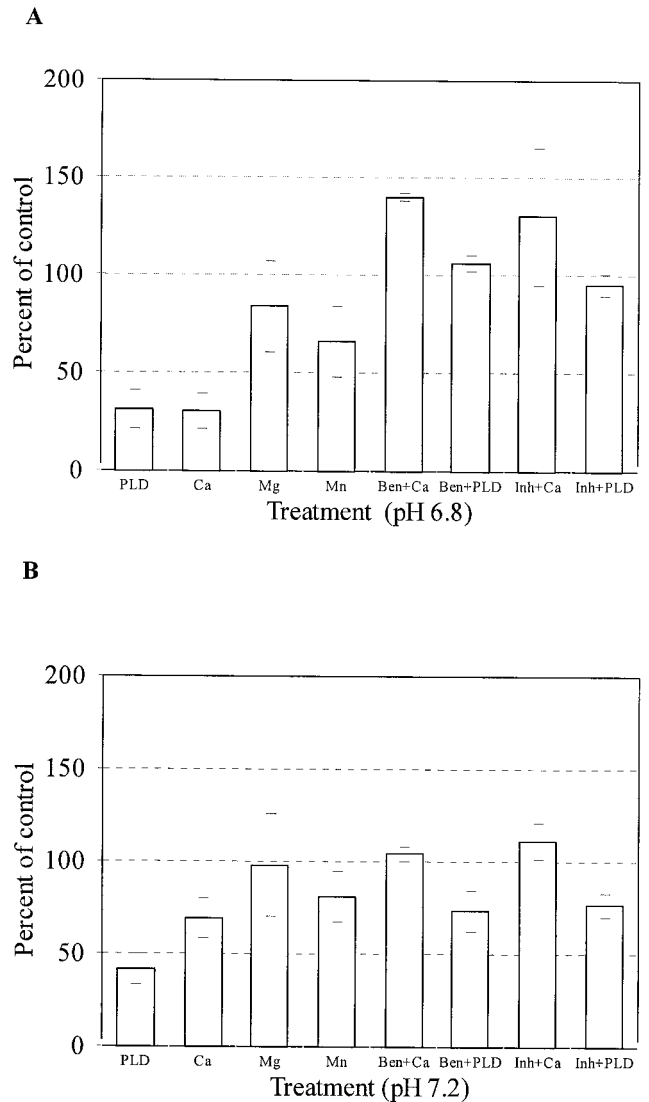 A
200
150
100
50
0
Percent of control
PLD Ca Mg Mn Ben+Ca Ben+PLD Inh+Ca Inh+PLD
Treatment (pH 6.8)
B
200
150
100
50
0
Percent of control
PLD Ca Mg Mn Ben+Ca Ben+PLD Inh+Ca Inh+PLD
Treatment (pH 7.2)